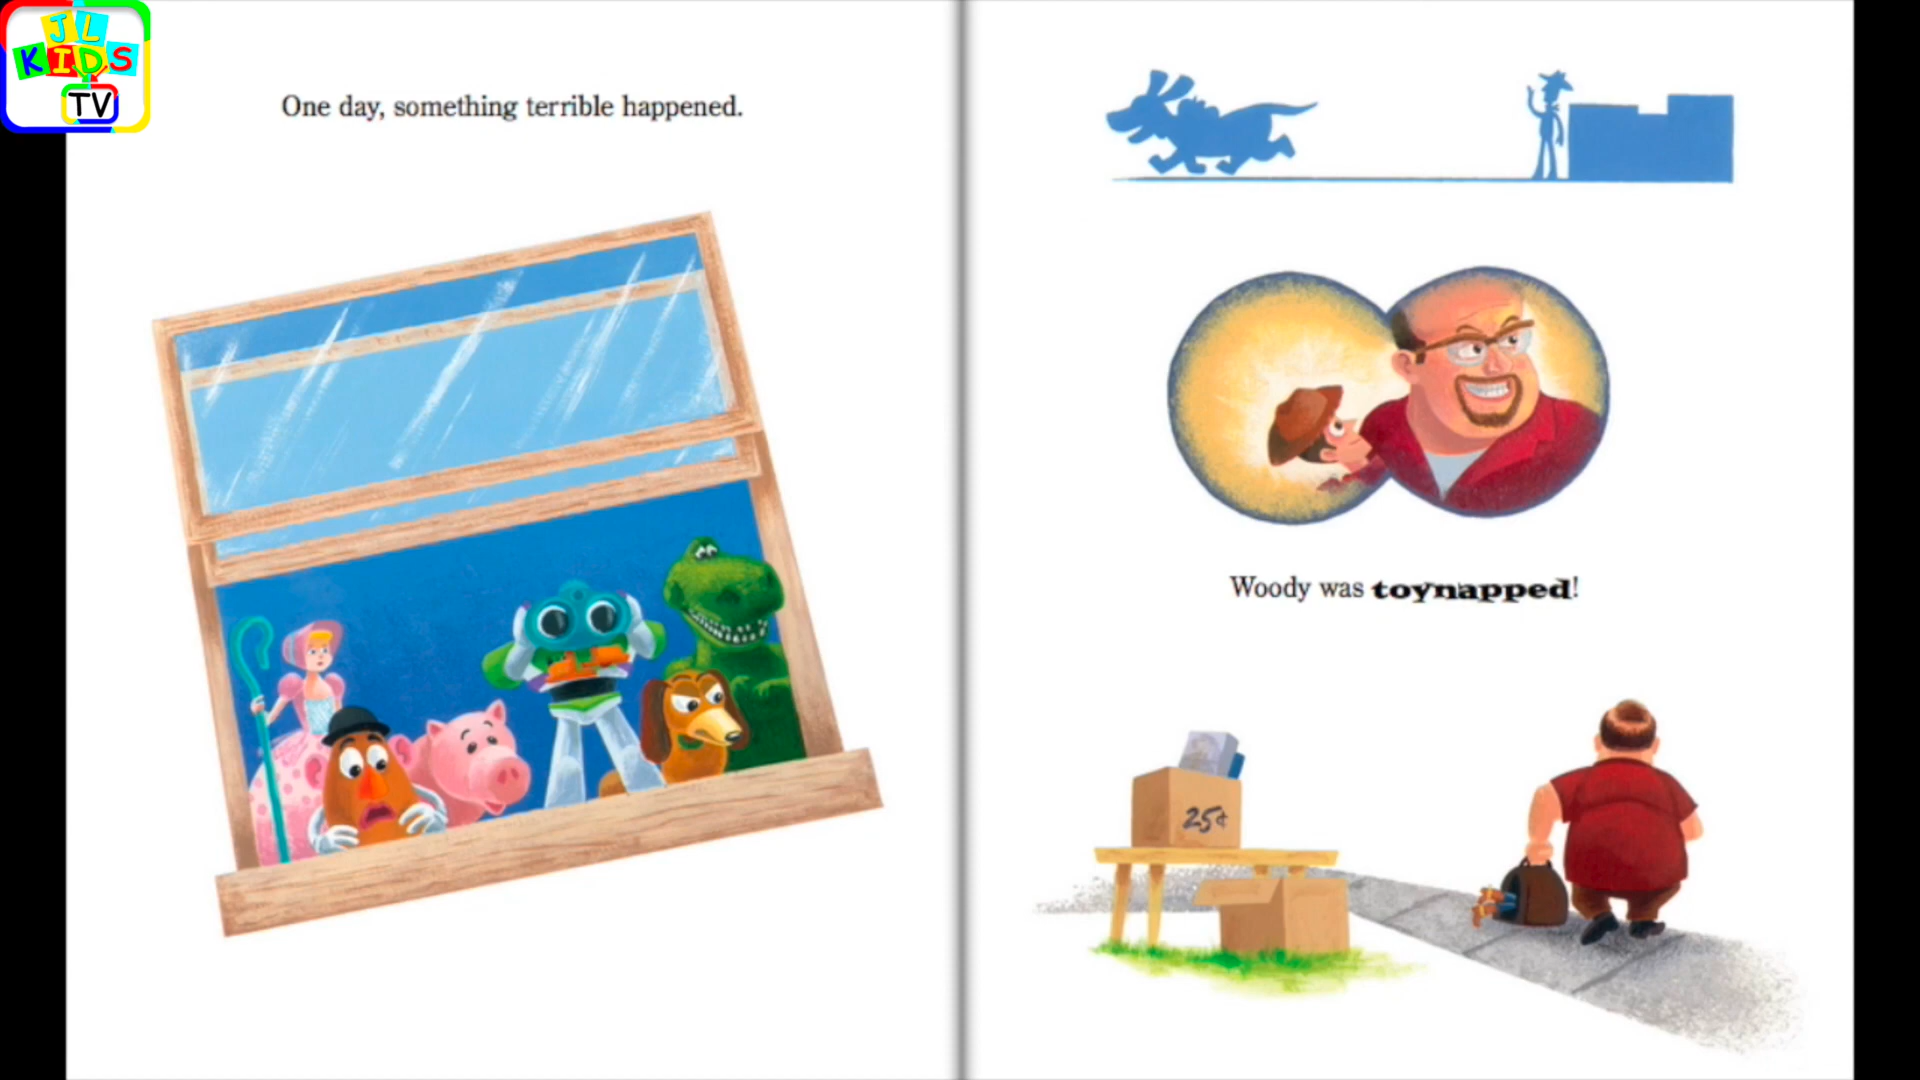 JL
KIDS
TV
One day, something terrible happened.
Woody was toynapped!
25¢